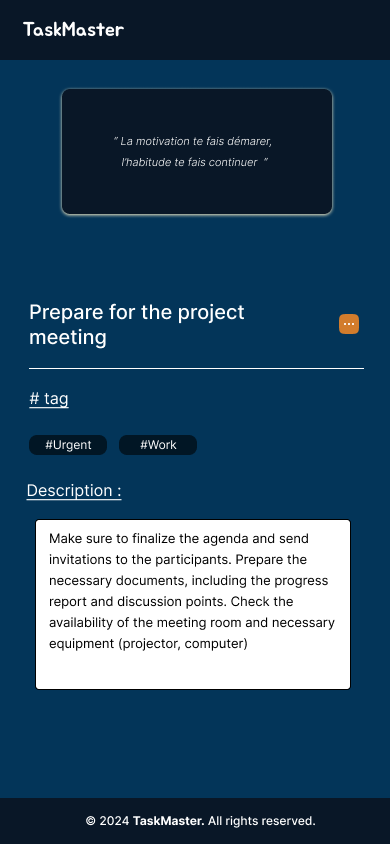 TaskMaster
“ La motivation te fais démarer,
l'habitude te fais continuer ”
Prepare for the project
meeting
# tag
#Urgent #Work
Description :
Make sure to finalize the agenda and send
invitations to the participants. Prepare the
necessary documents, including the progress
report and discussion points. Check the
availability of the meeting room and necessary
equipment (projector, computer)
© 2024 TaskMaster. All rights reserved.